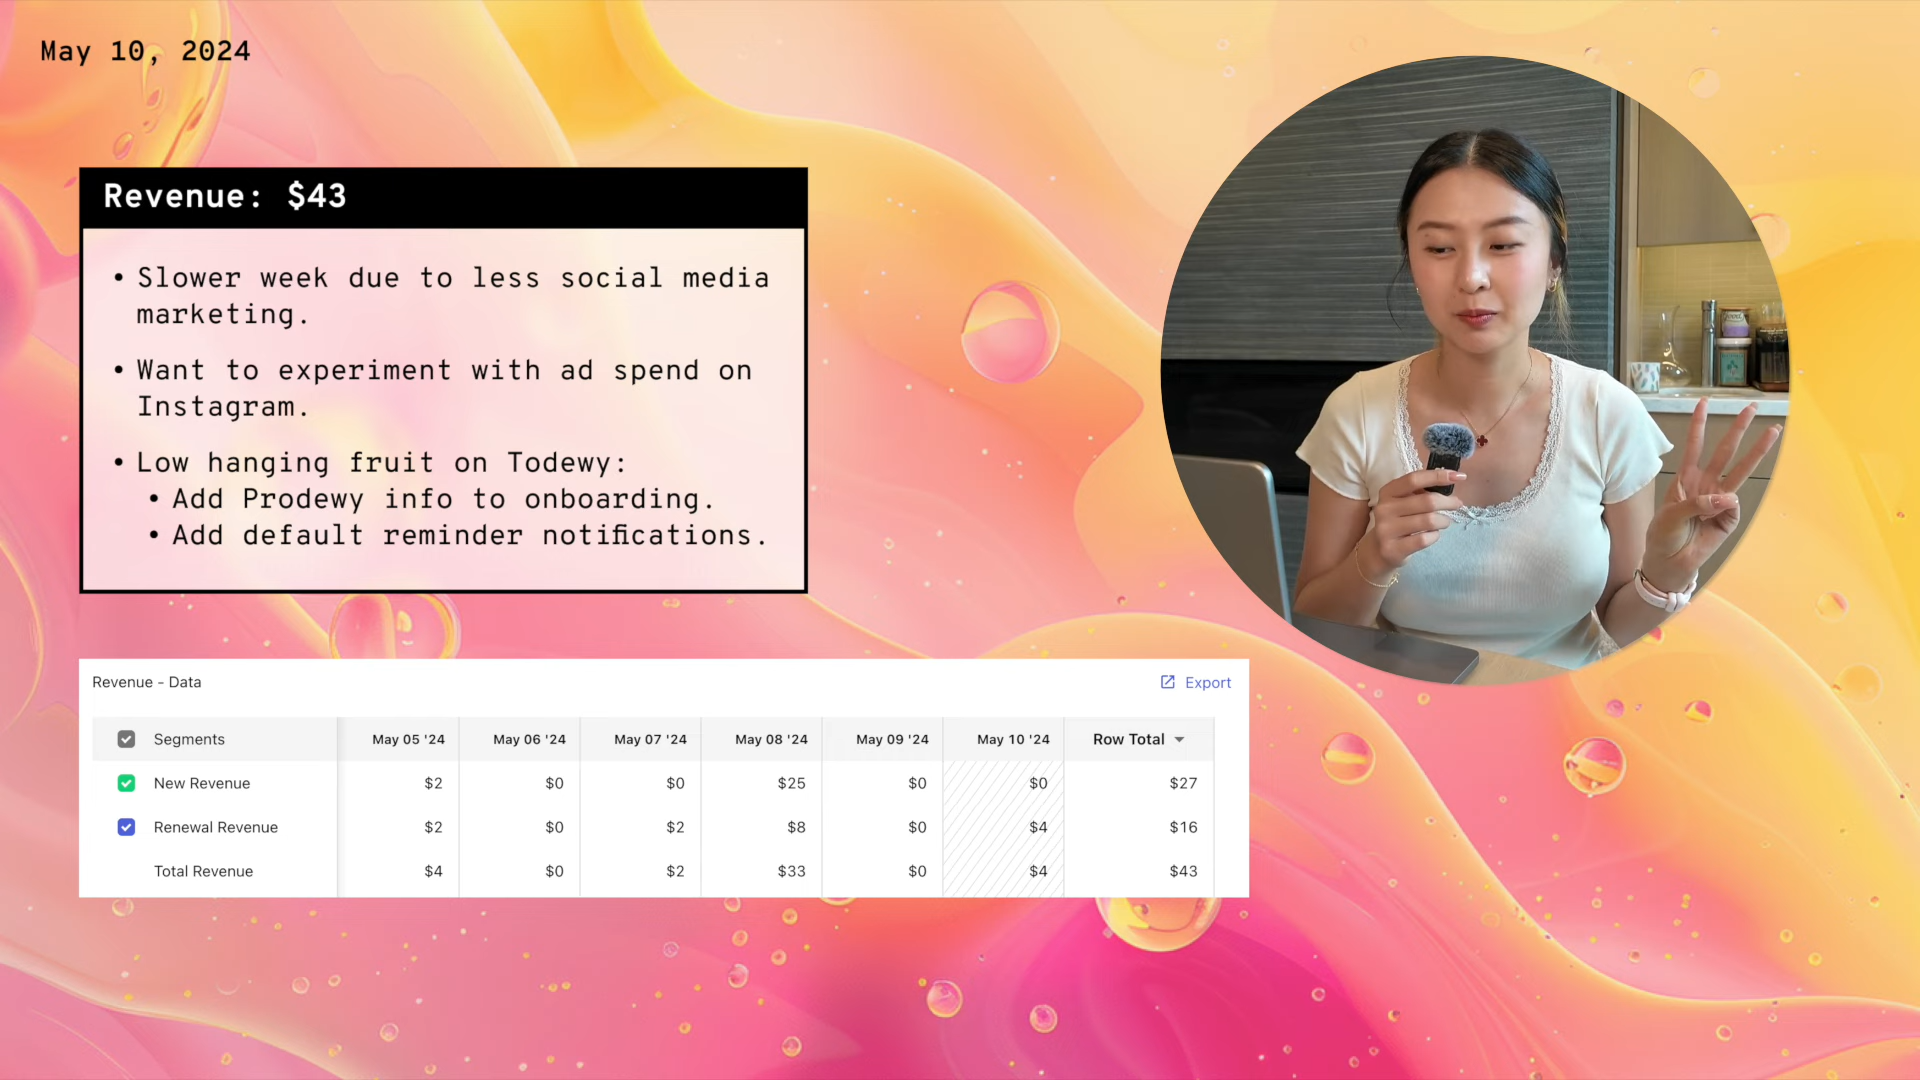 May 10, 2024
Revenue: $43
• Slower week due to less social media
marketing.
• Want to experiment with ad spend on
Instagram.
• Low hanging fruit on Todewy:
• Add Prodewy info to onboarding.
• Add default reminder notifications.
Revenue - Data
Export
Segments May 05 '24 May 06 '24 May 07 '24 May 08 '24 May 09 '24 May 10 '24 Row Total
New Revenue $2 $0 $0 $25 $0 $0 $27
Renewal Revenue $2 $0 $2 $8 $0 $4 $16
Total Revenue $4 $0 $2 $33 $0 $4 $43